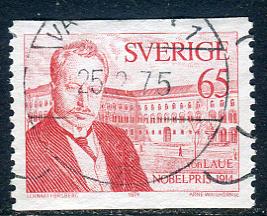 SVERIGE
65
25. 2. 75
VON LAUE
NOBELPRIS 1914
LENNART FORSBERG 1974 ARNE WALLHORN